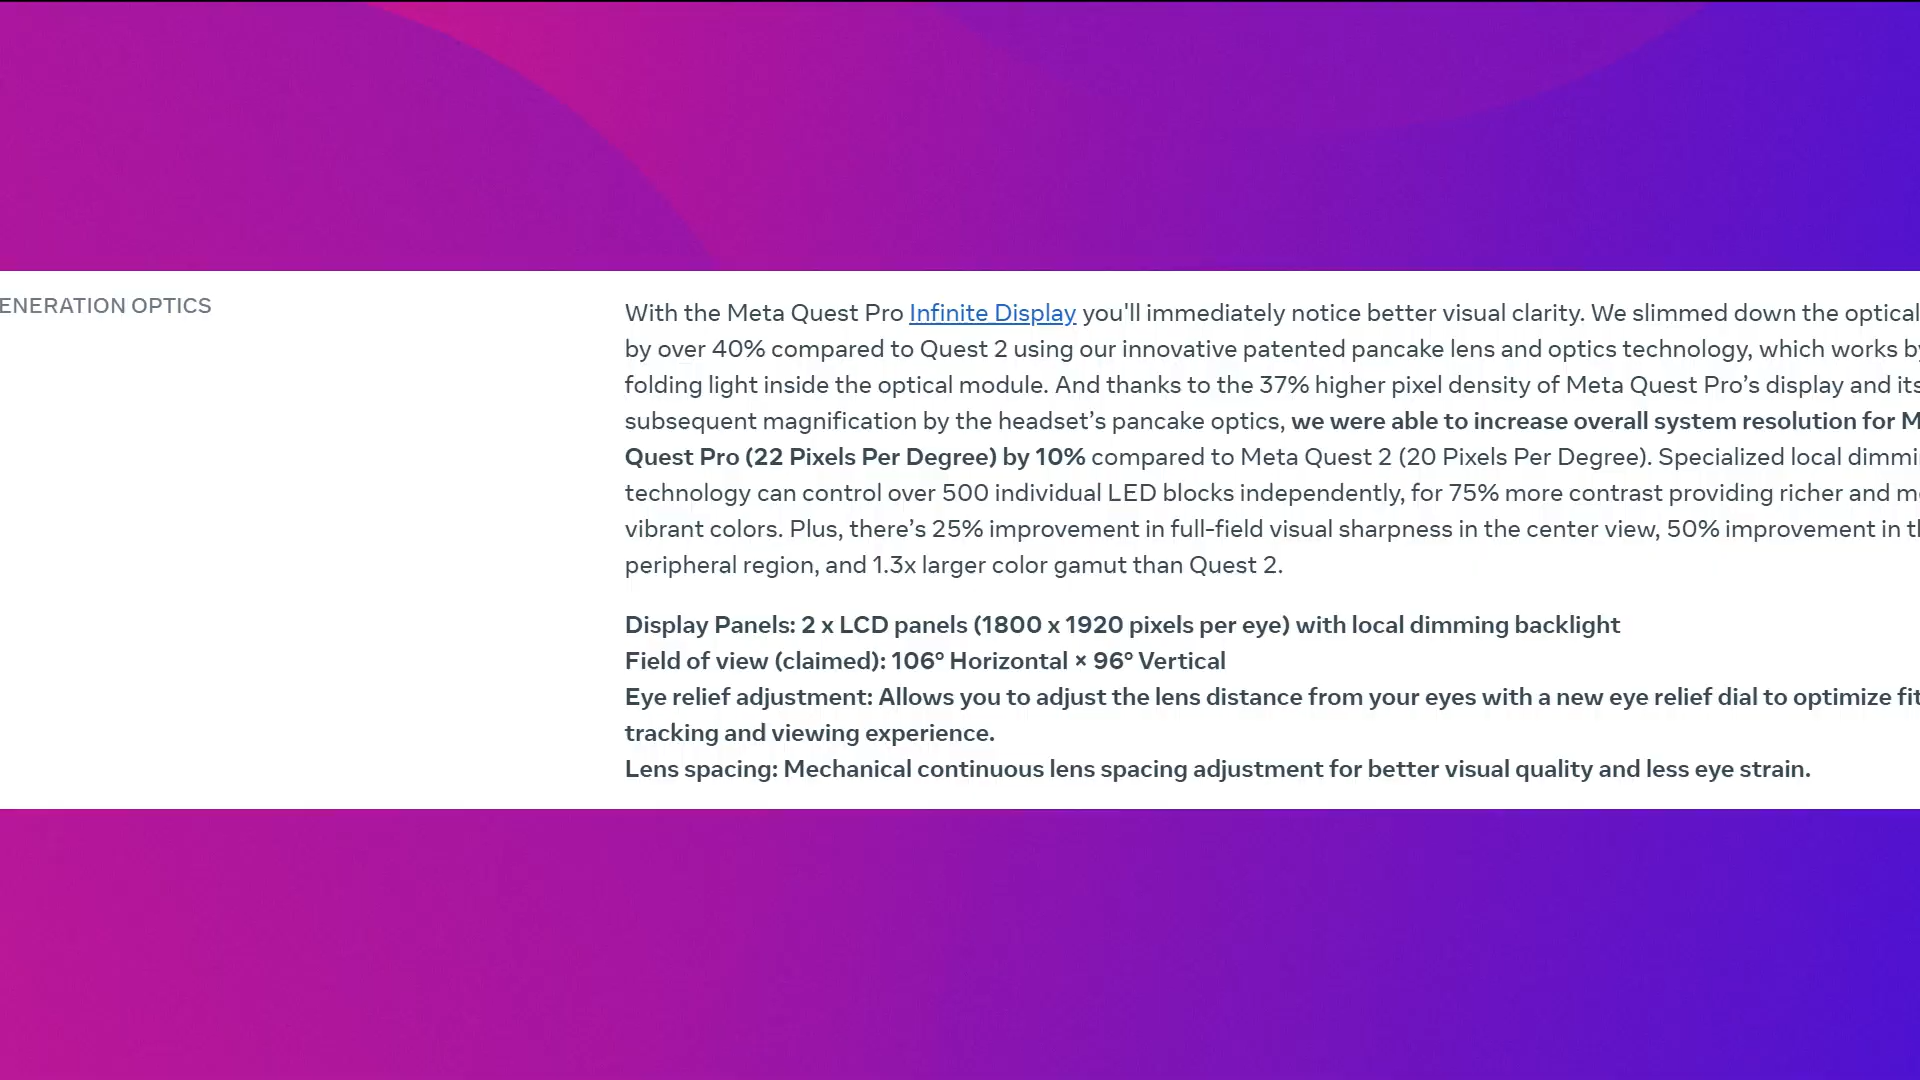 ENERATION OPTICS
With the Meta Quest Pro Infinite Display you'll immediately notice better visual clarity. We slimmed down the optical
by over 40% compared to Quest 2 using our innovative patented pancake lens and optics technology, which works by
folding light inside the optical module. And thanks to the 37% higher pixel density of Meta Quest Pro’s display and its
subsequent magnification by the headset’s pancake optics, we were able to increase overall system resolution for M
Quest Pro (22 Pixels Per Degree) by 10% compared to Meta Quest 2 (20 Pixels Per Degree). Specialized local dimmi
technology can control over 500 individual LED blocks independently, for 75% more contrast providing richer and m
vibrant colors. Plus, there’s 25% improvement in full-field visual sharpness in the center view, 50% improvement in t
peripheral region, and 1.3x larger color gamut than Quest 2.
Display Panels: 2 x LCD panels (1800 x 1920 pixels per eye) with local dimming backlight
Field of view (claimed): 106° Horizontal × 96° Vertical
Eye relief adjustment: Allows you to adjust the lens distance from your eyes with a new eye relief dial to optimize fit
tracking and viewing experience.
Lens spacing: Mechanical continuous lens spacing adjustment for better visual quality and less eye strain.